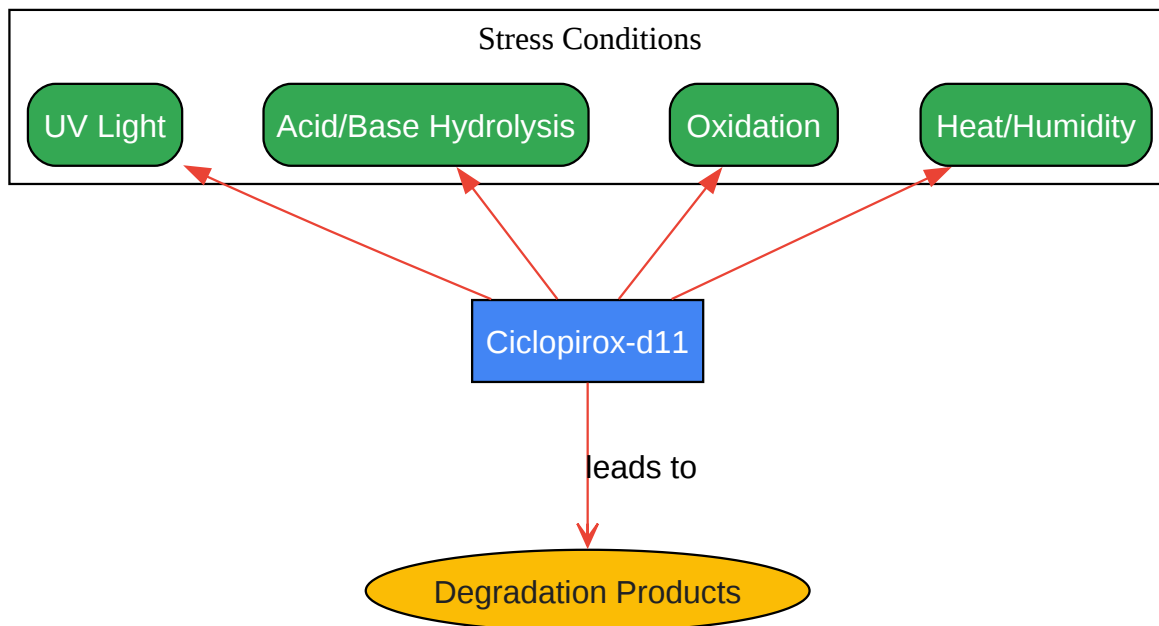 Stress Conditions
UV Light
Acid/Base Hydrolysis
Oxidation
Heat/Humidity
Ciclopirox-d11
leads to
Degradation Products